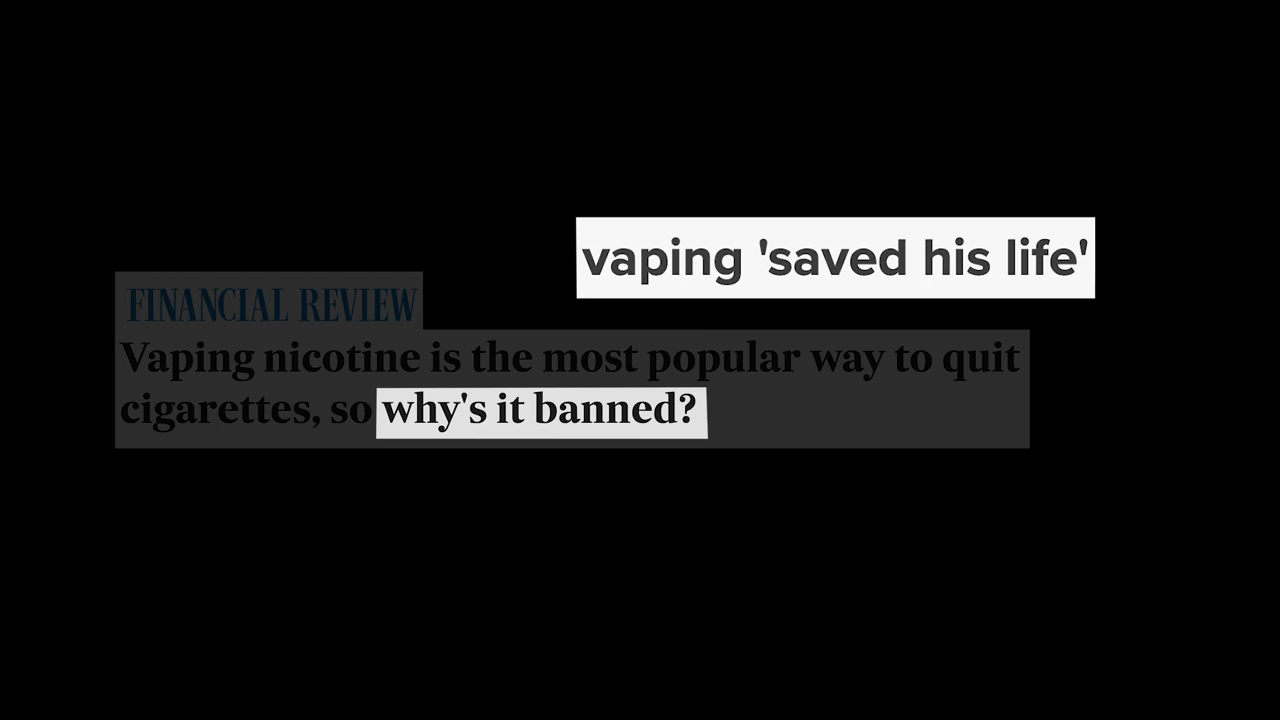 vaping 'saved his life'
FINANCIAL REVIEW
Vaping nicotine is the most popular way to quit
cigarettes, so why's it banned?